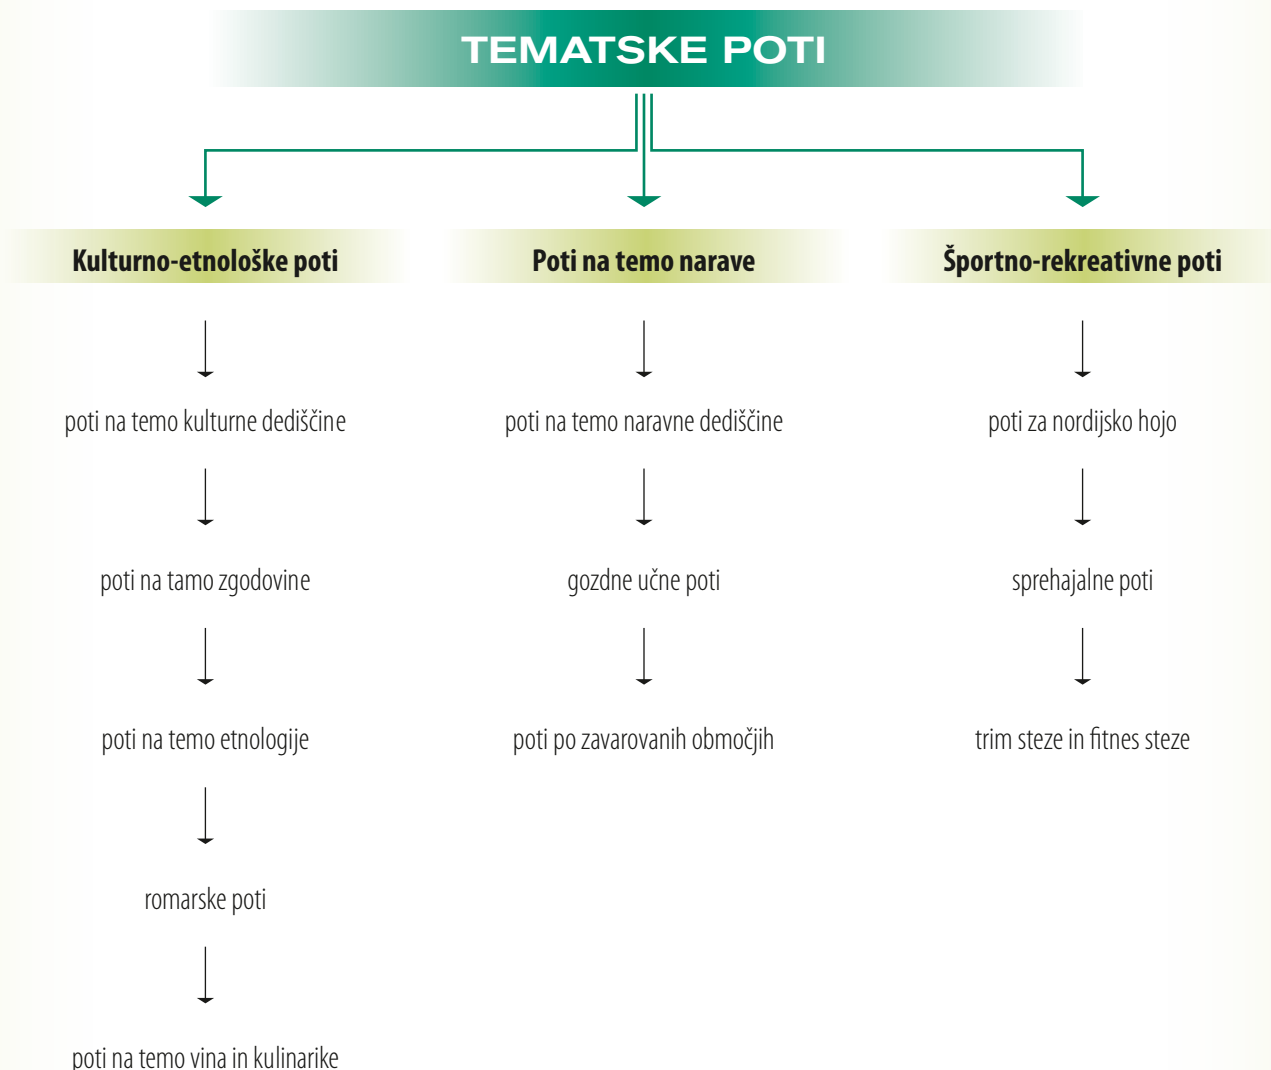 TEMATSKE POTI
Kulturno-etnološke poti
poti na temo kulturne dediščine
poti na tamo zgodovine
poti na temo etnologije
romarske poti
poti na temo vina in kulinarike
Poti na temo narave
poti na temo naravne dediščine
gozdne učne poti
poti po zavarovanih območjih
Športno-rekreativne poti
poti za nordijsko hojo
sprehajalne poti
trim steze in fitnes steze